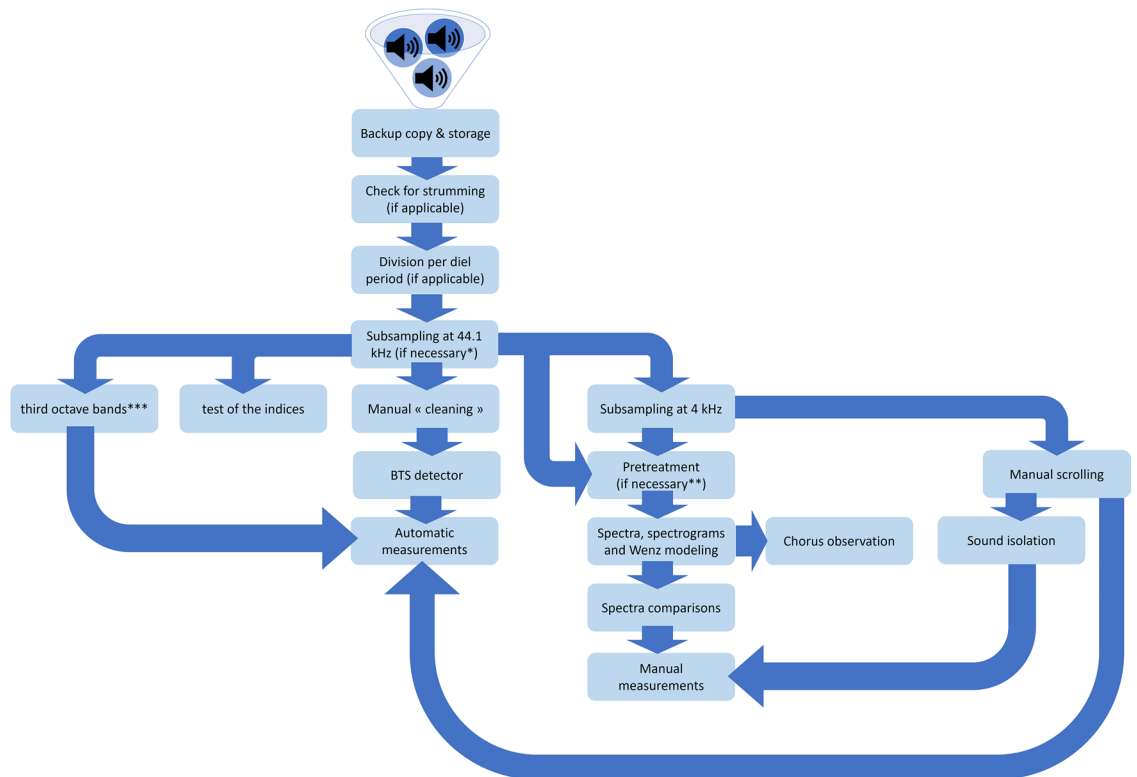 Backup copy & storage
Check for strumming
(if applicable)
Division per diel
period (if applicable)
Subsampling at 44.1
kHz (if necessary*)
third octave bands***
test of the indices
Manual « cleaning »
Subsampling at 4 kHz
BTS detector
Pretreatment
(if necessary**)
Manual scrolling
Automatic
measurements
Spectra, spectrograms
and Wenz modeling
Chorus observation
Sound isolation
Spectra comparisons
Manual
measurements